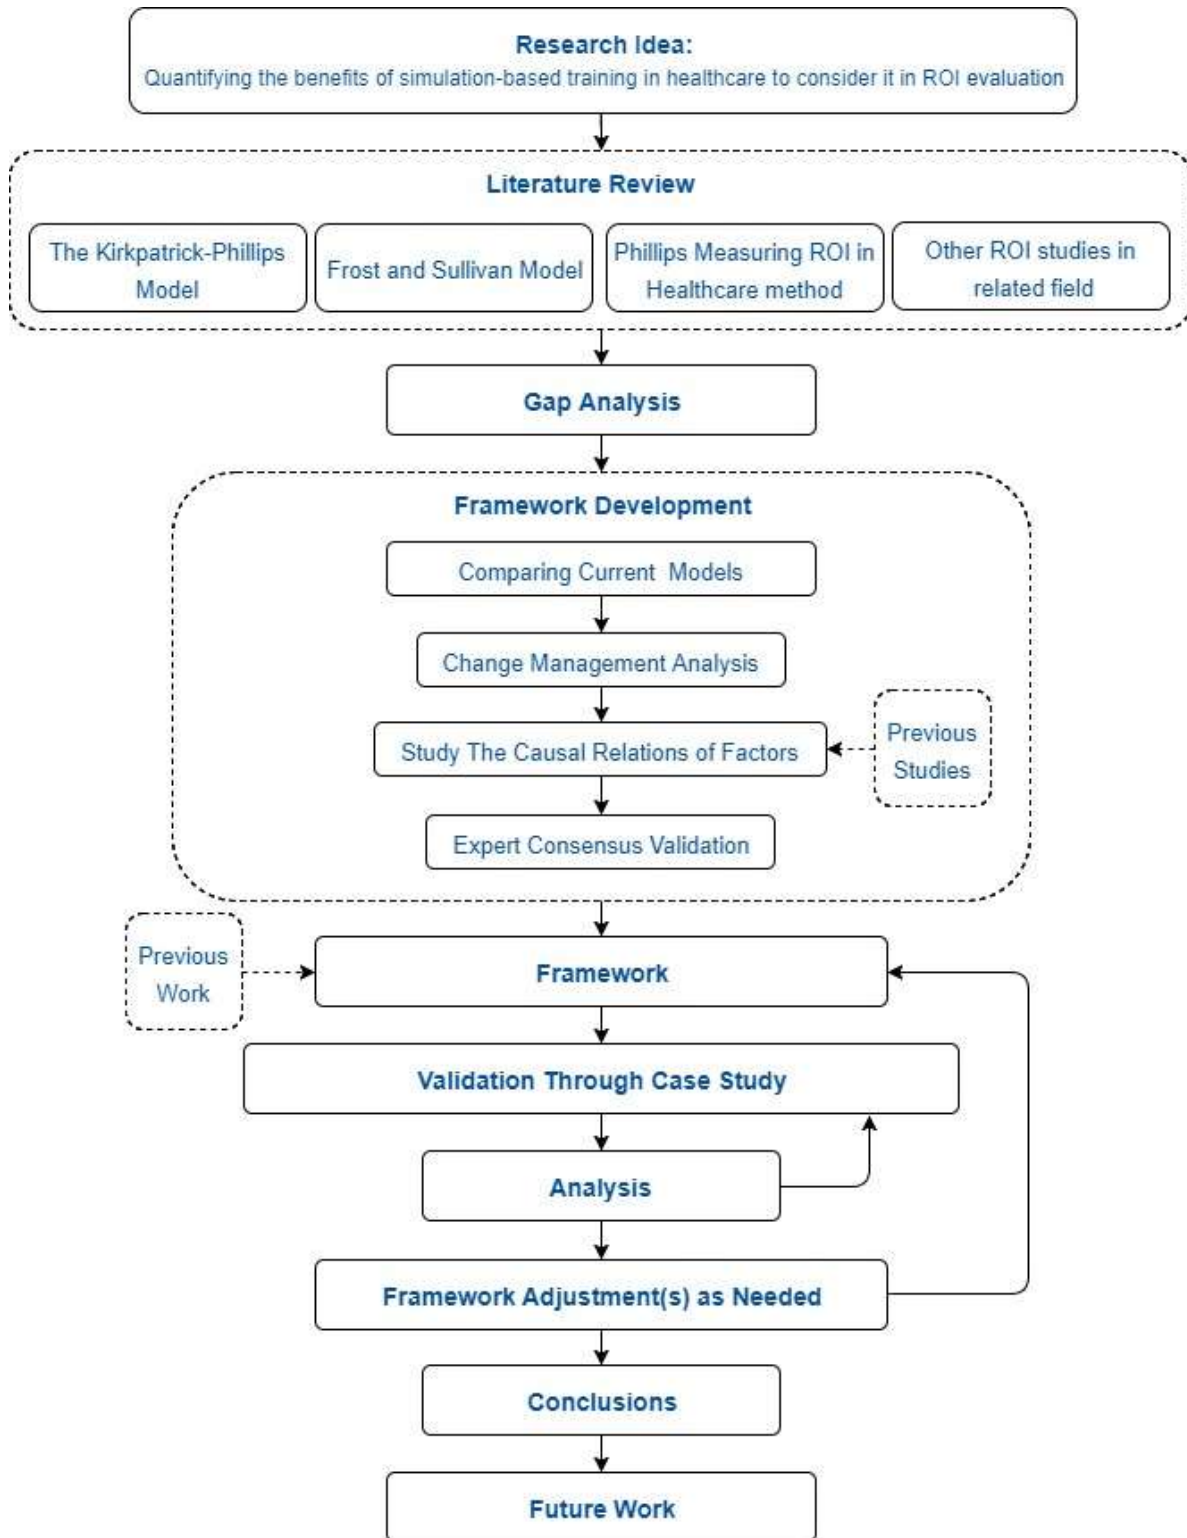 Research Idea:
Quantifying the benefits of simulation-based training in healthcare to consider it in ROI evaluation
Literature Review
The Kirkpatrick-Phillips
Model
Frost and Sullivan Model
Phillips Measuring ROI in
Healthcare method
Other ROI studies in
related field
Gap Analysis
Framework Development
Comparing Current Models
Change Management Analysis
Study The Causal Relations of Factors
Previous
Studies
Expert Consensus Validation
Previous
Work
Framework
Validation Through Case Study
Analysis
Framework Adjustment(s) as Needed
Conclusions
Future Work